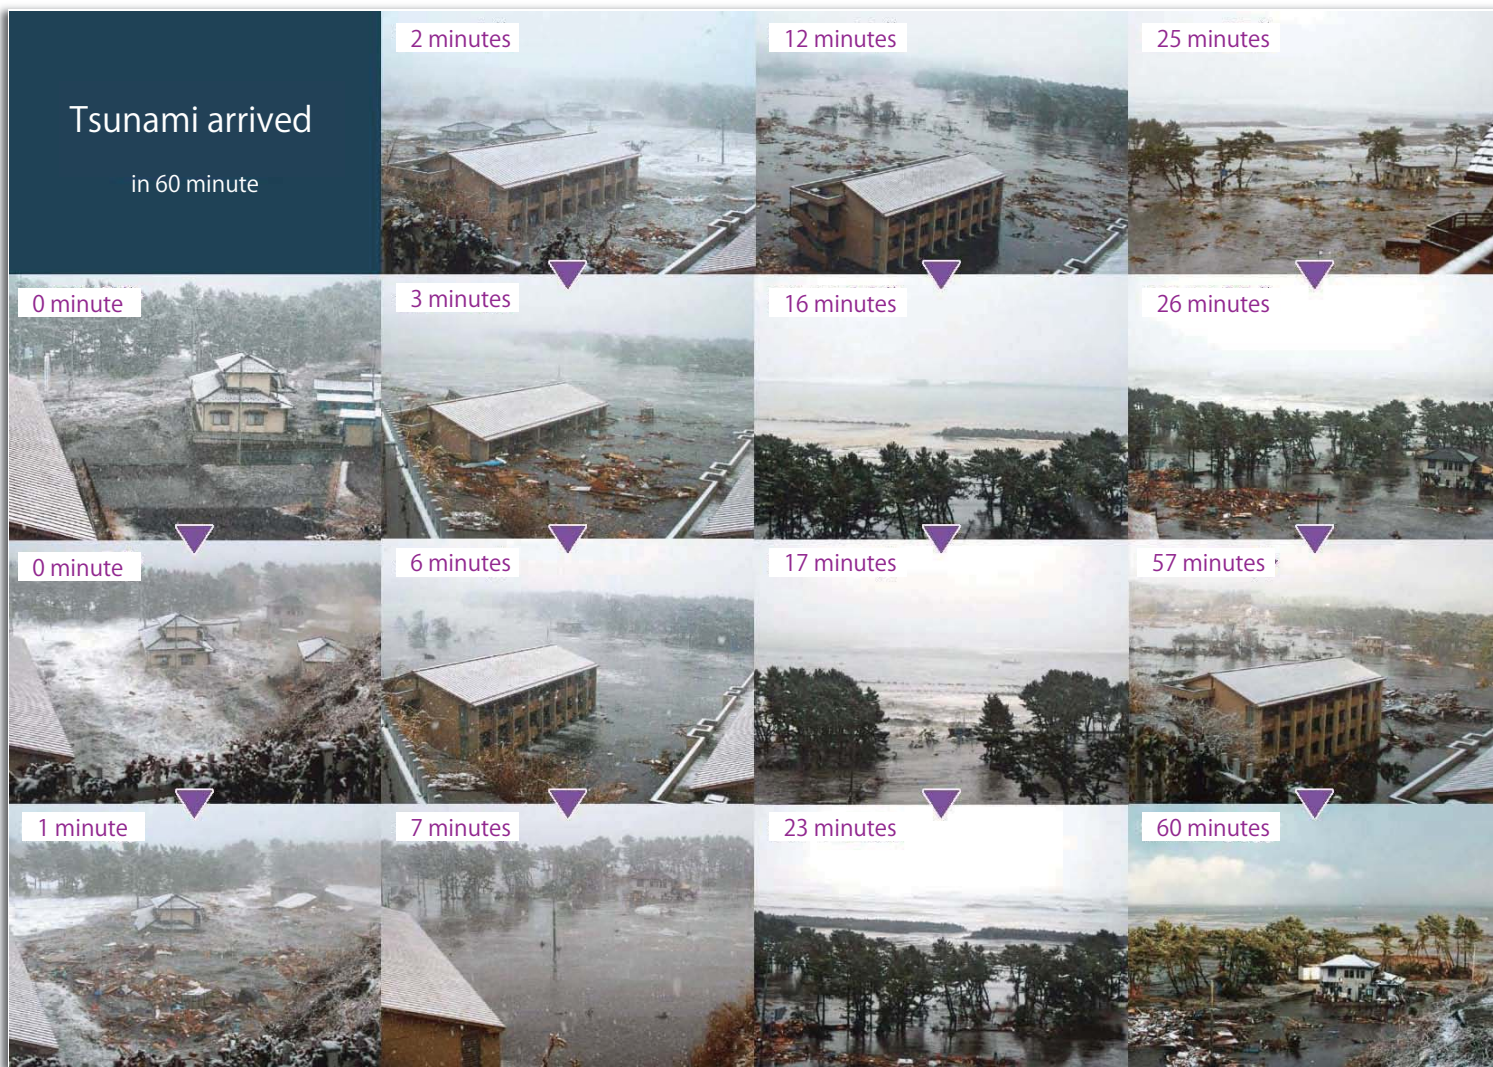 Tsunami arrived
in 60 minute
0 minute
0 minute
1 minute
2 minutes
3 minutes
6 minutes
7 minutes
12 minutes
16 minutes
17 minutes
23 minutes
25 minutes
26 minutes
57 minutes
60 minutes